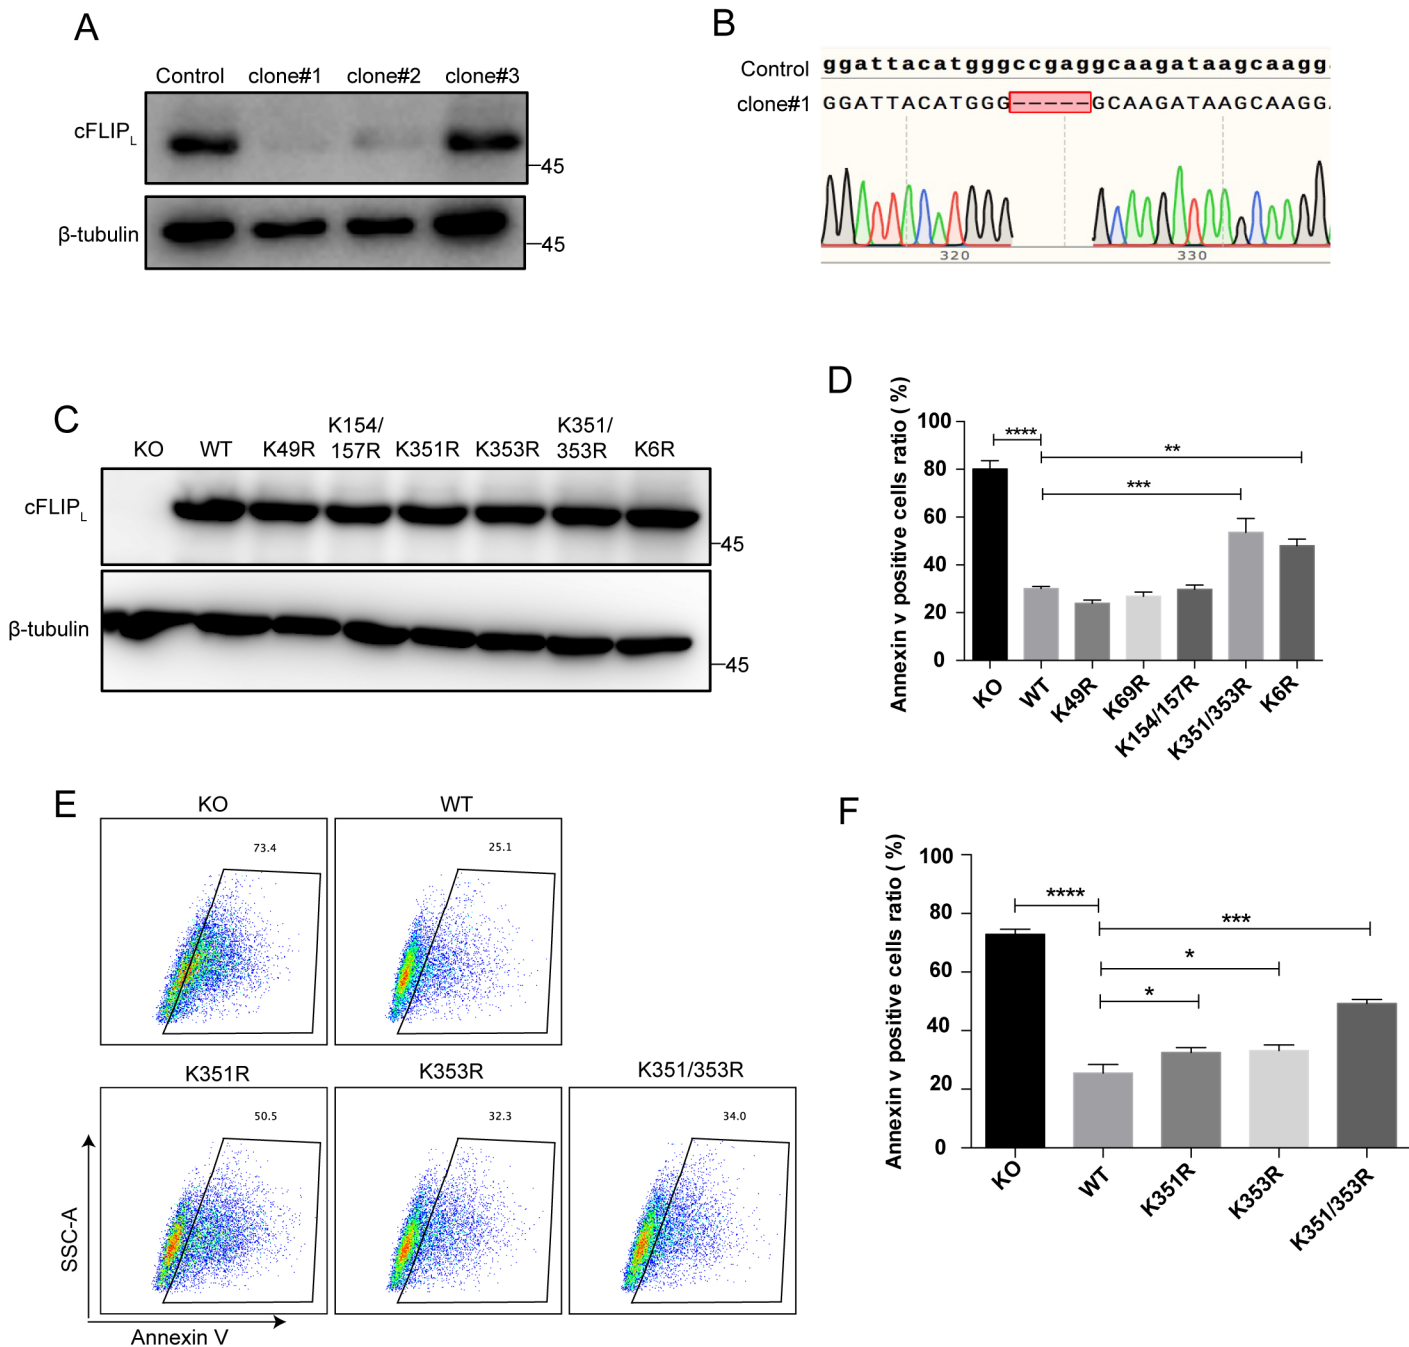 A
Control clone#1 clone#2 clone#3
cFLIPL
45
β-tubulin
45
B
Control ggattacatgggccgaggcaagataagcaagg
clone#1 GGATTACATGGG-----GCAAGATAAGCAAGGA
320 330
C
KO WT K49R K154/157R K351R K353R K351/353R K6R
cFLIPL
45
β-tubulin
45
D
Annexin v positive cells ratio ( %)
100
80
60
40
20
0
****
**
***
KO WT K49R K69R K154/157R K351/353R K6R
E
KO WT
73.4 25.1
K351R K353R K351/353R
50.5 32.3 34.0
SSC-A
Annexin V
F
Annexin v positive cells ratio ( %)
100
80
60
40
20
0
****
***
*
*
KO WT K351R K353R K351/353R